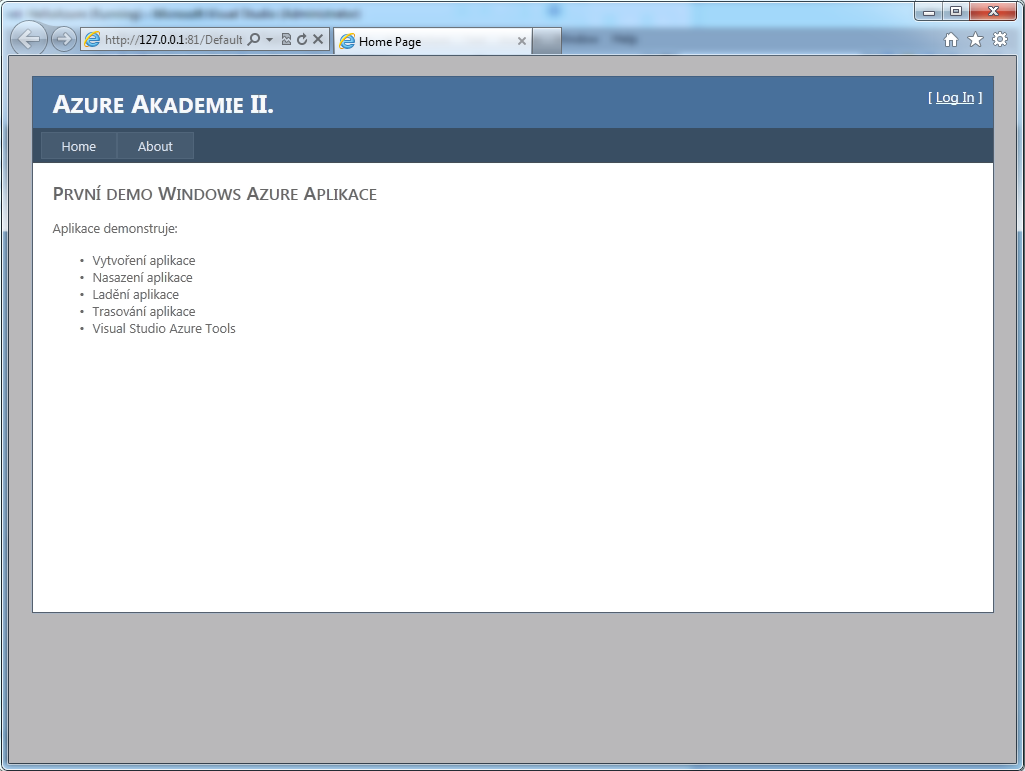 http://127.0.0.1:81/Default
Home Page
Azure Akademie II.
[ Log In ]
Home
About
První demo Windows Azure Aplikace
Aplikace demonstruje:
• Vytvoření aplikace
• Nasazení aplikace
• Ladění aplikace
• Trasování aplikace
• Visual Studio Azure Tools